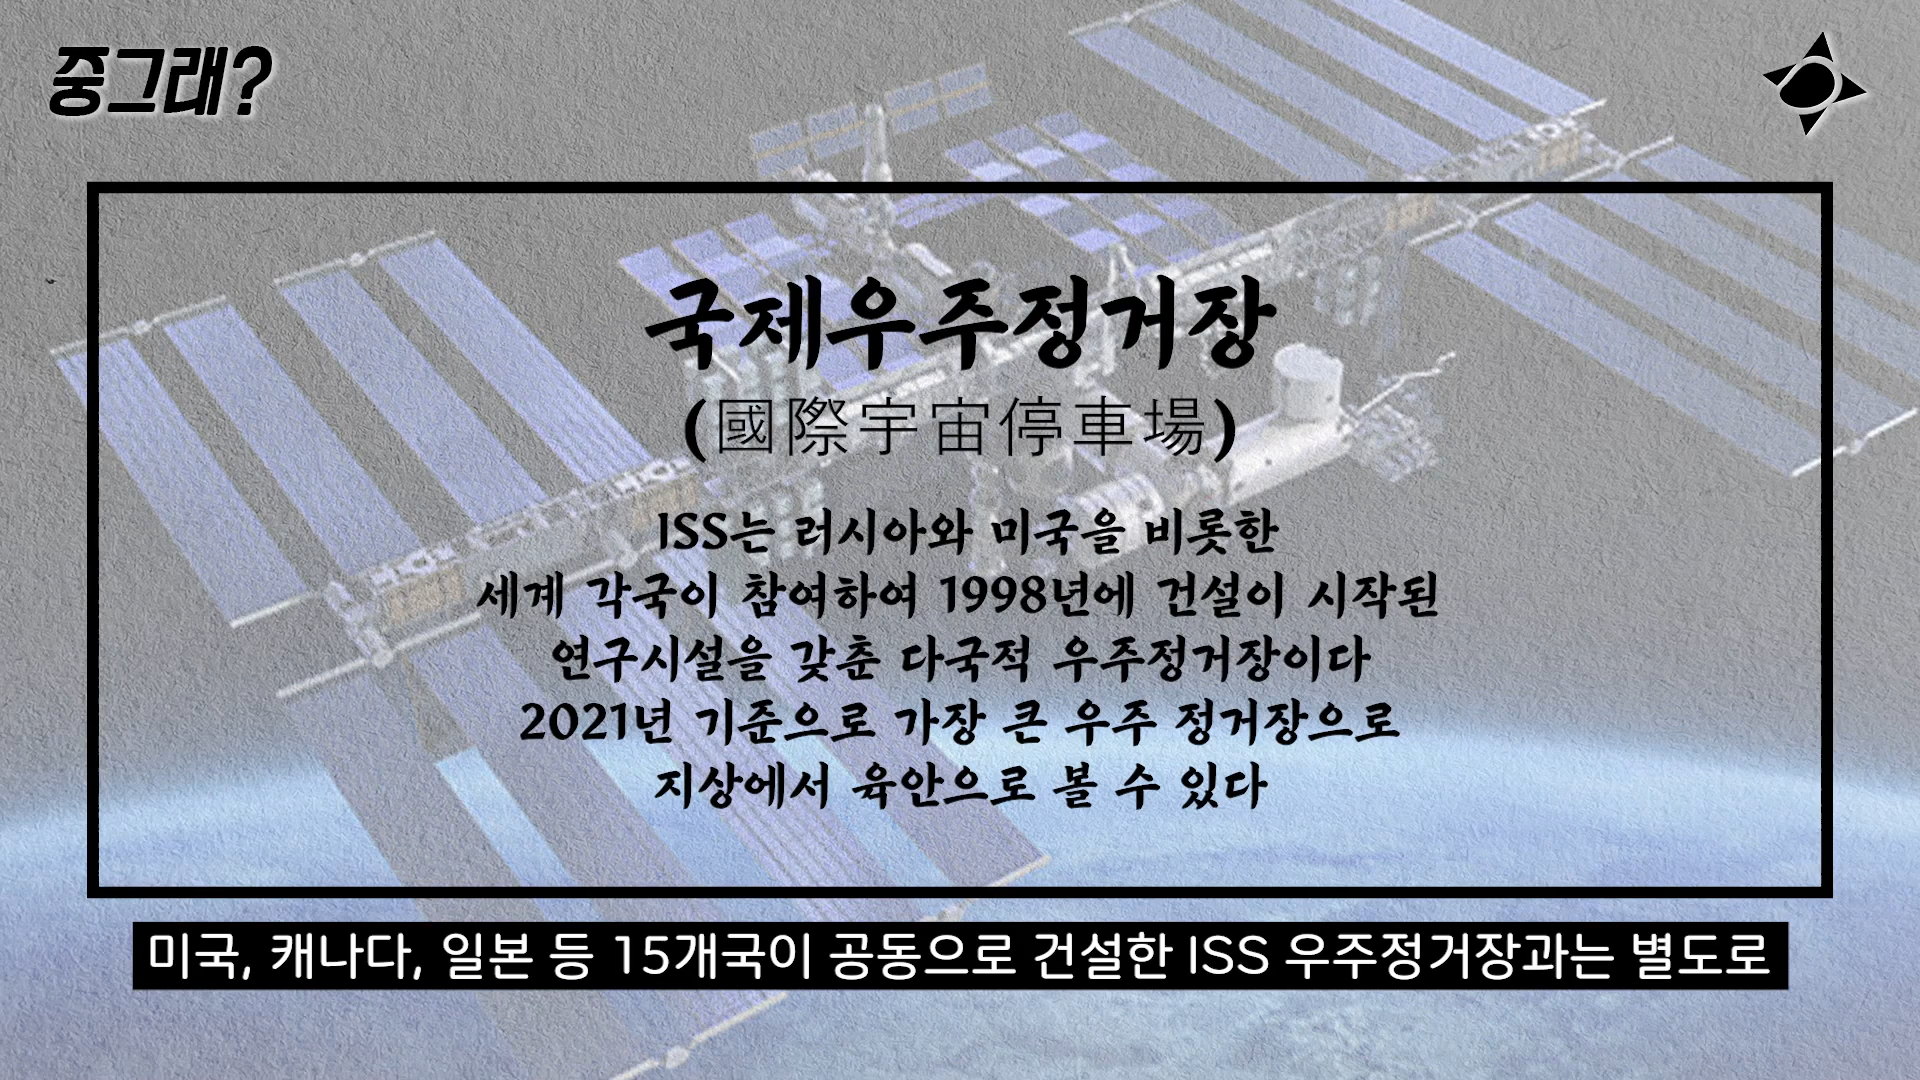 중그래?
국제우주정거장
(國際宇宙停車場)
ISS는 러시아와 미국을 비롯한
세계 각국이 참여하여 1998년에 건설이 시작된
연구시설을 갖춘 다국적 우주정거장이다
2021년 기준으로 가장 큰 우주 정거장으로
지상에서 육안으로 볼 수 있다
미국, 캐나다, 일본 등 15개국이 공동으로 건설한 ISS 우주정거장과는 별도로